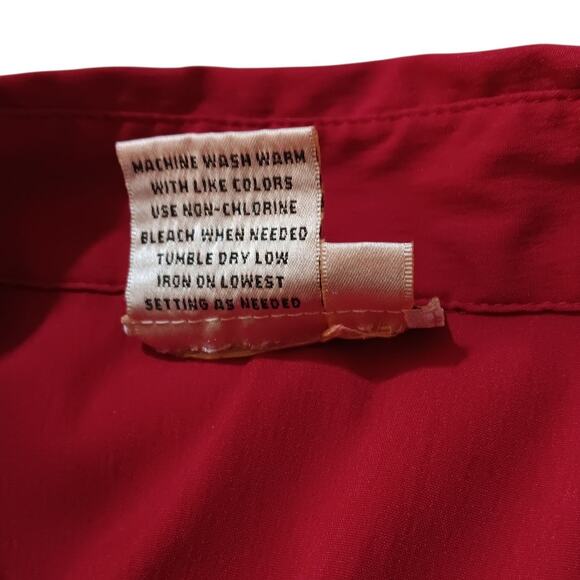 MACHINE WASH WARM
WITH LIKE COLORS
USE NON-CHLORINE
BLEACH WHEN NEEDED
TUMBLE DRY LOW
IRON ON LOWEST
SETTING AS NEEDED